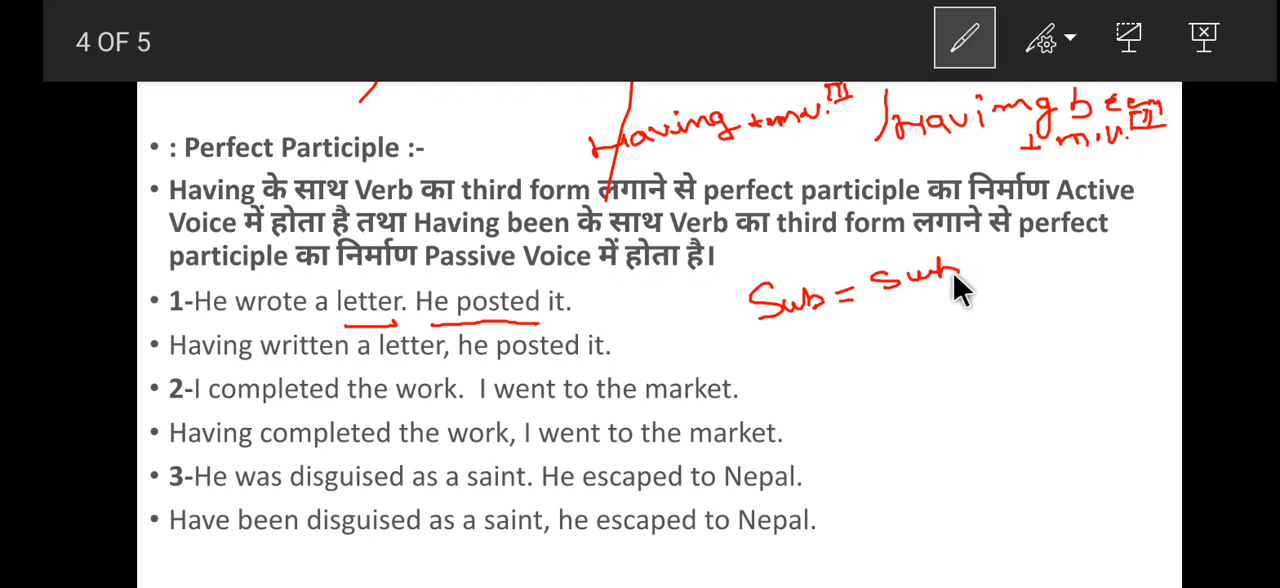 4 OF 5
Having + m.v.III /Having been
+ m.v.III
• : Perfect Participle :-
• Having के साथ Verb का third form लगाने से perfect participle का निर्माण Active
Voice में होता है तथा Having been के साथ Verb का third form लगाने से perfect
participle का निर्माण Passive Voice में होता है।
Sub = sub
• 1-He wrote a letter. He posted it.
• Having written a letter, he posted it.
• 2-I completed the work. I went to the market.
• Having completed the work, I went to the market.
• 3-He was disguised as a saint. He escaped to Nepal.
• Have been disguised as a saint, he escaped to Nepal.